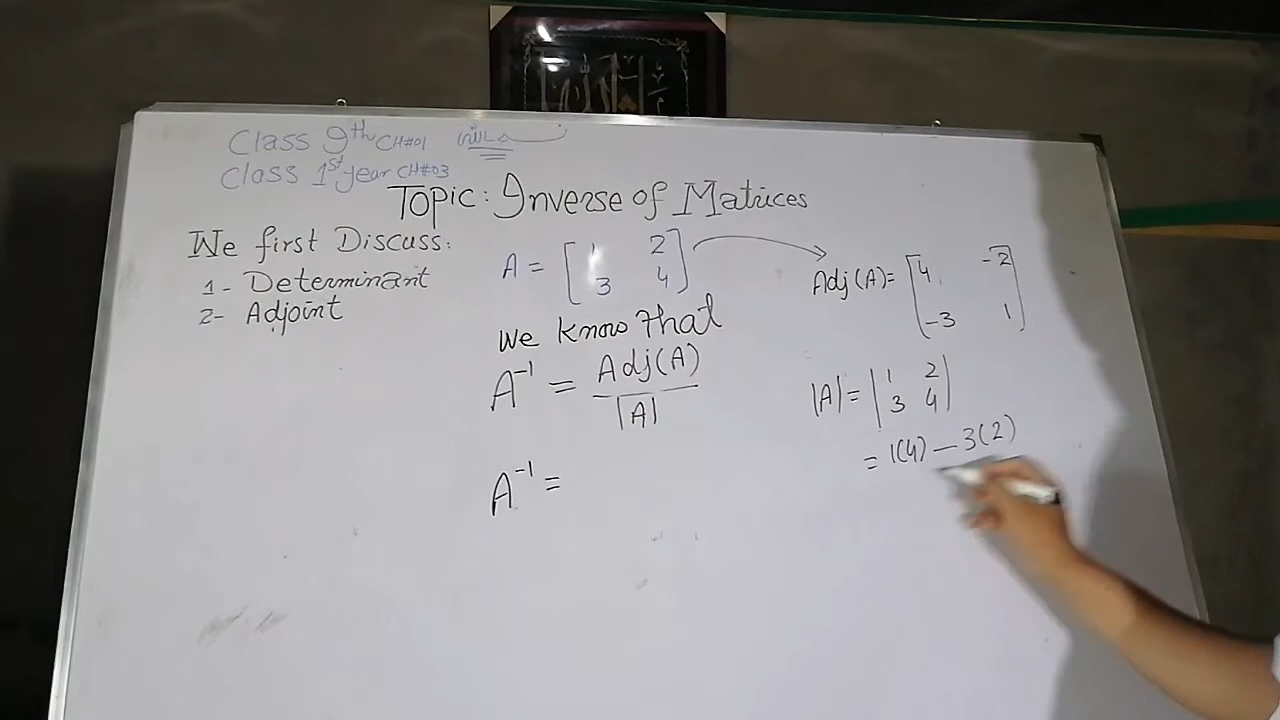 Class 9th CH#01
Class 1st year CH#03
Topic: Inverse of Matrices
We first Discuss:
1- Determinant
2- Adjoint
A = [1 2
3 4]
We know that
A⁻¹ = Adj(A)
|A|
A⁻¹ =
Adj(A) = [4 -2
-3 1]
|A| = |1 2
3 4|
= 1(4) - 3(2)